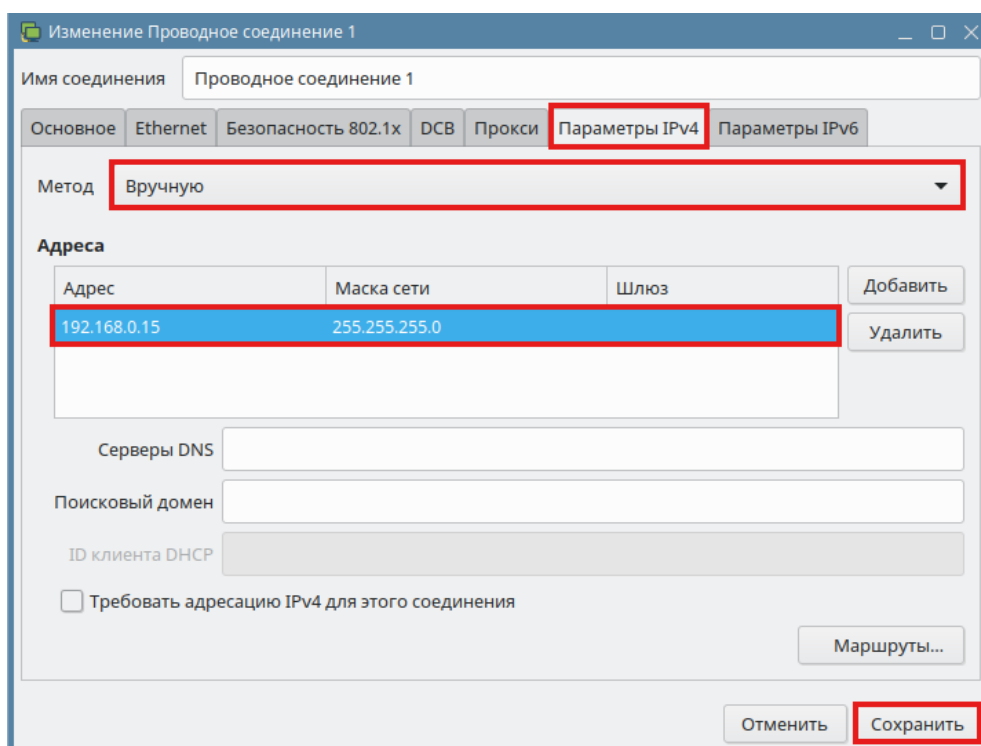 Изменение Проводное соединение 1
Имя соединения Проводное соединение 1
Основное Ethernet Безопасность 802.1x DCB Прокси Параметры IPv4 Параметры IPv6
Метод Вручную
Адреса
Адрес Маска сети Шлюз Добавить
192.168.0.15 255.255.255.0 Удалить
Серверы DNS
Поисковый домен
ID клиента DHCP
Требовать адресацию IPv4 для этого соединения
Маршруты...
Отменить Сохранить